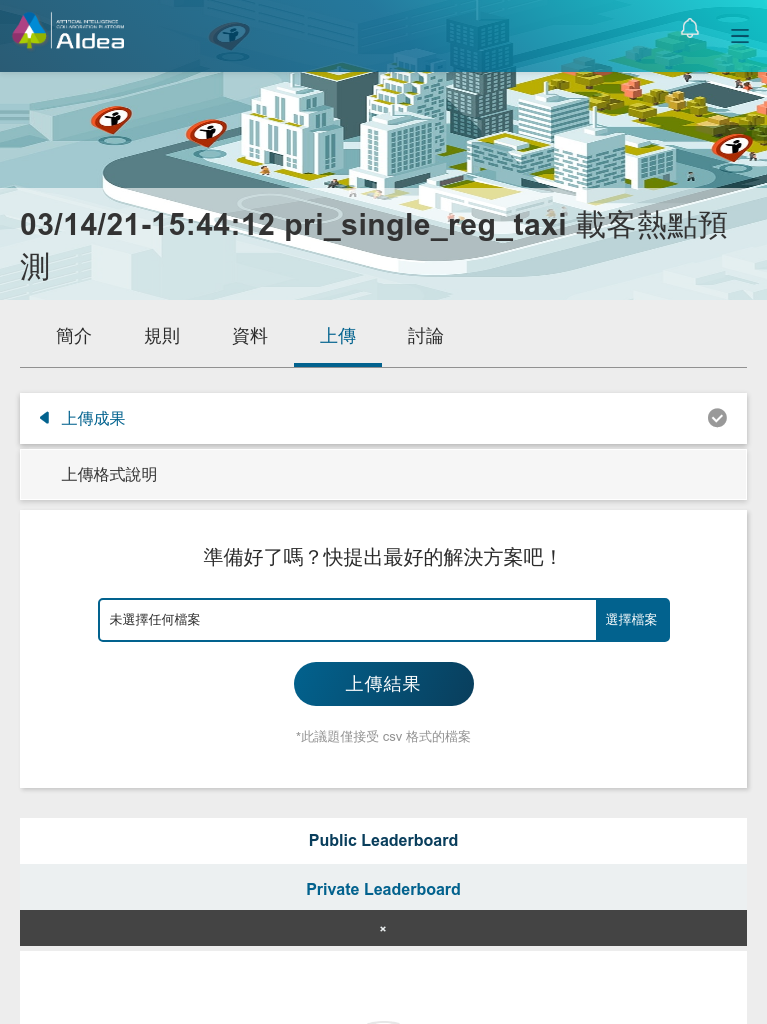 ARTIFICIAL INTELLIGENCE
COLLABORATION PLATFORM
AIdea
03/14/21-15:44:12 pri_single_reg_taxi 載客熱點預
測
簡介 規則 資料 上傳 討論
上傳成果
上傳格式說明
準備好了嗎？快提出最好的解決方案吧！
未選擇任何檔案 選擇檔案
上傳結果
*此議題僅接受 csv 格式的檔案
Public Leaderboard
Private Leaderboard
×